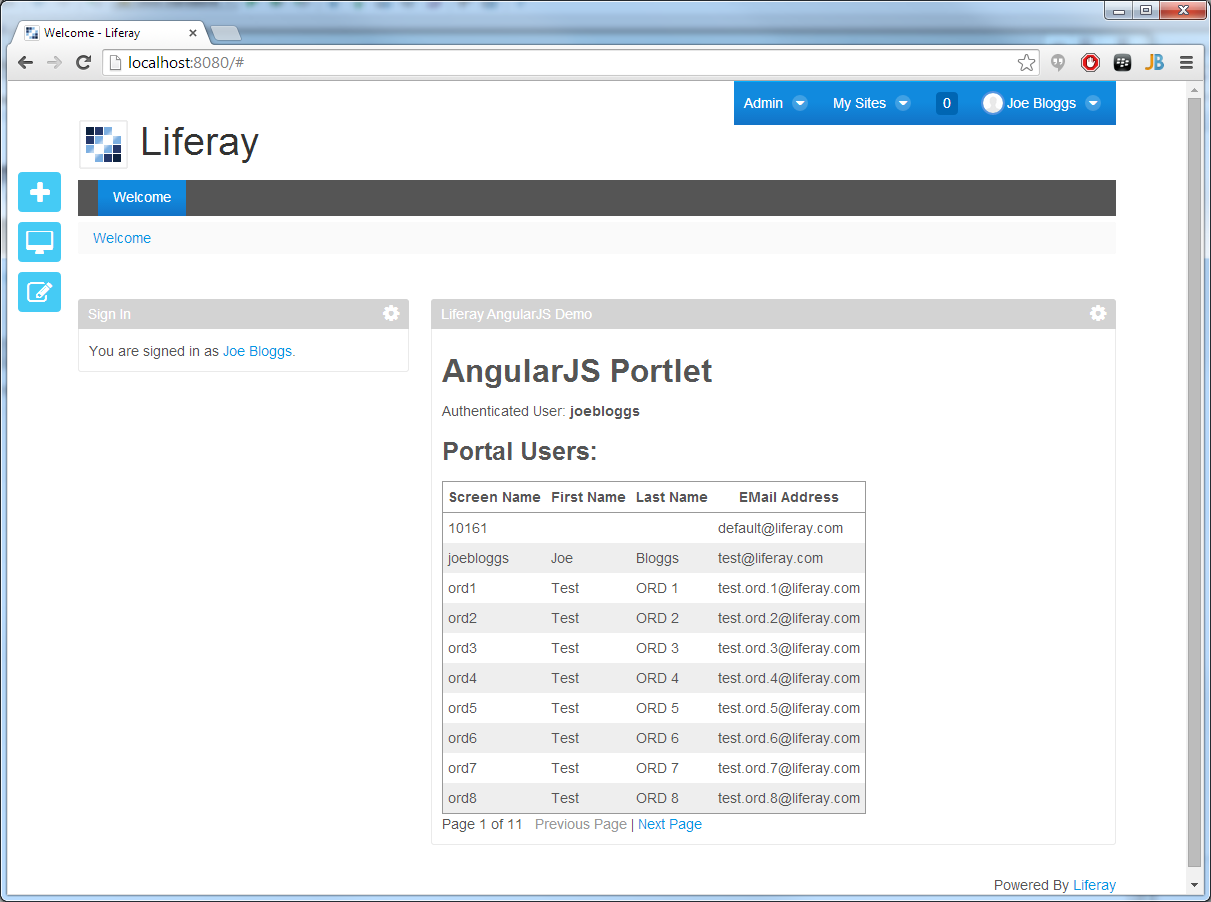 Welcome - Liferay
localhost:8080/#
JB
Admin My Sites 0 Joe Bloggs
Liferay
Welcome
Welcome
Sign In
You are signed in as Joe Bloggs.
Liferay AngularJS Demo
AngularJS Portlet
Authenticated User: joebloggs
Portal Users:
Screen Name First Name Last Name EMail Address
10161 default@liferay.com
joebloggs Joe Bloggs test@liferay.com
ord1 Test ORD 1 test.ord.1@liferay.com
ord2 Test ORD 2 test.ord.2@liferay.com
ord3 Test ORD 3 test.ord.3@liferay.com
ord4 Test ORD 4 test.ord.4@liferay.com
ord5 Test ORD 5 test.ord.5@liferay.com
ord6 Test ORD 6 test.ord.6@liferay.com
ord7 Test ORD 7 test.ord.7@liferay.com
ord8 Test ORD 8 test.ord.8@liferay.com
Page 1 of 11 Previous Page | Next Page
Powered By Liferay